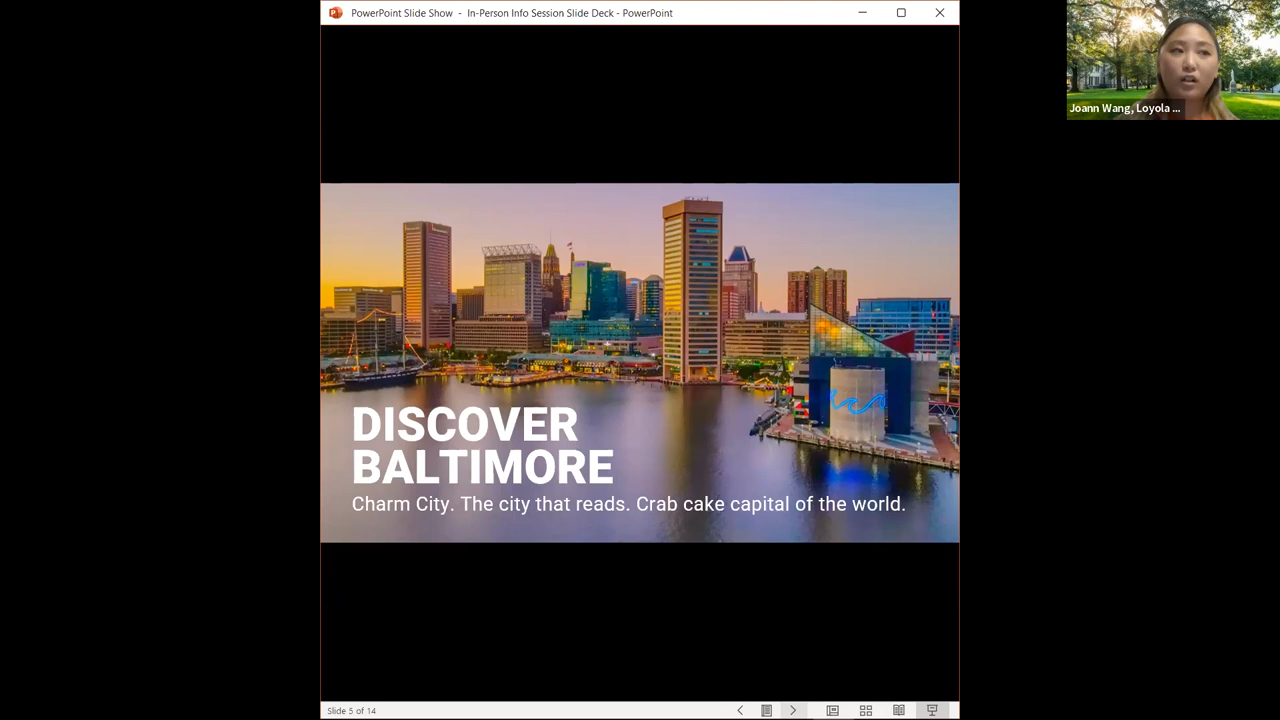 PowerPoint Slide Show - In-Person Info Session Slide Deck - PowerPoint
Joann Wang, Loyola ...
DISCOVER
BALTIMORE
Charm City. The city that reads. Crab cake capital of the world.
Slide 5 of 14